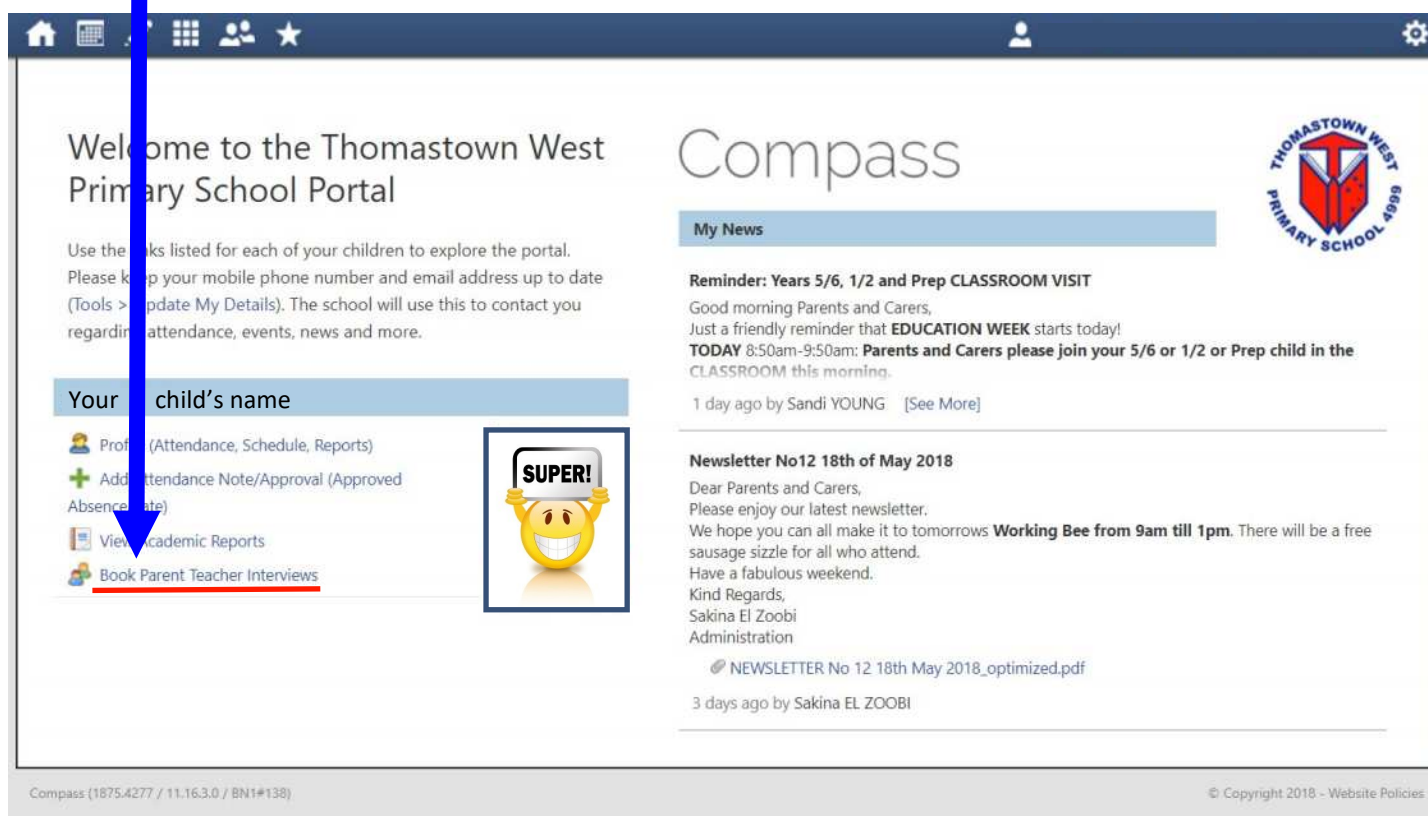 Welcome to the Thomastown West
Primary School Portal
Use the links listed for each of your children to explore the portal.
Please keep your mobile phone number and email address up to date
(Tools > Update My Details). The school will use this to contact you
regarding attendance, events, news and more.
Your child's name
Profile (Attendance, Schedule, Reports)
Add Attendance Note/Approval (Approved
Absence/Late)
View Academic Reports
Book Parent Teacher Interviews
SUPER!
Compass
THOMASTOWN WEST
PRIMARY SCHOOL 4999
My News
Reminder: Years 5/6, 1/2 and Prep CLASSROOM VISIT
Good morning Parents and Carers,
Just a friendly reminder that EDUCATION WEEK starts today!
TODAY 8:50am-9:50am: Parents and Carers please join your 5/6 or 1/2 or Prep child in the
CLASSROOM this morning.
1 day ago by Sandi YOUNG [See More]
Newsletter No12 18th of May 2018
Dear Parents and Carers,
Please enjoy our latest newsletter.
We hope you can all make it to tomorrows Working Bee from 9am till 1pm. There will be a free
sausage sizzle for all who attend.
Have a fabulous weekend.
Kind Regards,
Sakina El Zoobi
Administration
NEWSLETTER No 12 18th May 2018_optimized.pdf
3 days ago by Sakina EL ZOOBI
Compass (1875.4277 / 11.16.3.0 / BN1#138)
© Copyright 2018 - Website Policies